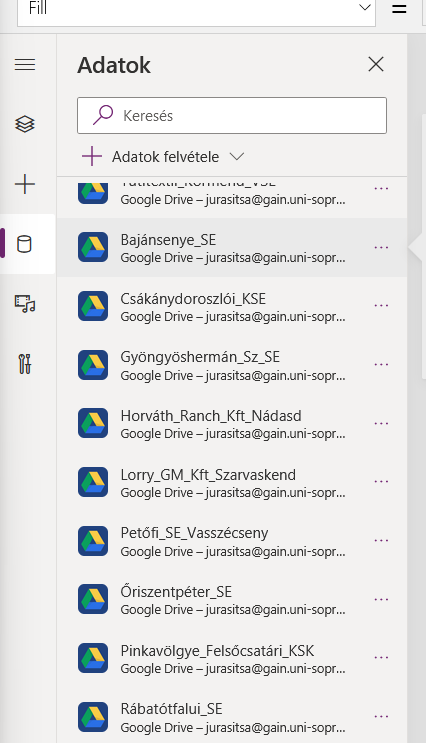 Fill
=
Adatok
Keresés
Adatok felvétele
Tutitextil_Körmend_VSE
Google Drive – jurasitsa@gain.uni-sopr...
Bajánsenye_SE
Google Drive – jurasitsa@gain.uni-sopr...
Csákánydoroszlói_KSE
Google Drive – jurasitsa@gain.uni-sopr...
Gyöngyöshermán_Sz_SE
Google Drive – jurasitsa@gain.uni-sopr...
Horváth_Ranch_Kft_Nádasd
Google Drive – jurasitsa@gain.uni-sopr...
Lorry_GM_Kft_Szarvaskend
Google Drive – jurasitsa@gain.uni-sopr...
Petőfi_SE_Vasszécseny
Google Drive – jurasitsa@gain.uni-sopr...
Őriszentpéter_SE
Google Drive – jurasitsa@gain.uni-sopr...
Pinkavölgye_Felsőcsatári_KSK
Google Drive – jurasitsa@gain.uni-sopr...
Rábatótfalui_SE
Google Drive – jurasitsa@gain.uni-sopr...